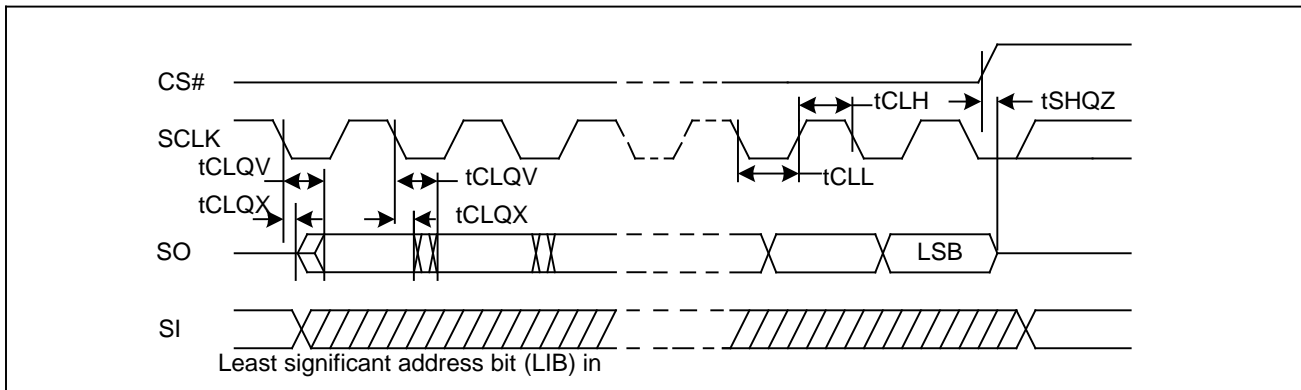 CS#
tCLH
tSHQZ
SCLK
tCLQV
tCLQV
tCLL
tCLQX
tCLQX
SO
LSB
SI
Least significant address bit (LIB) in